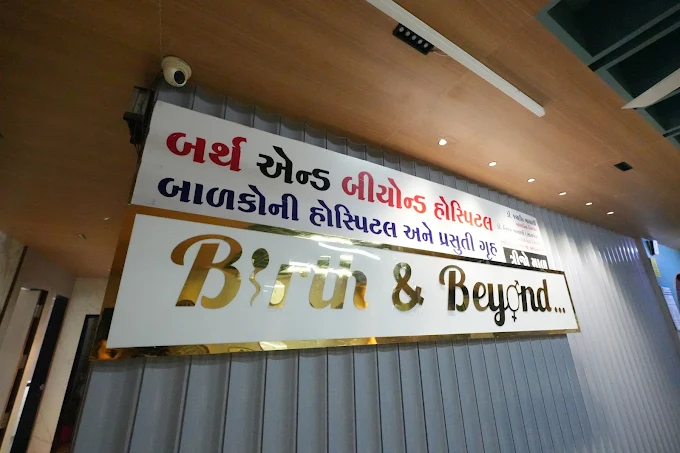 બર્થ એન્ડ બીયોન્ડ હોસ્પિટલ
બાળકોની હોસ્પિટલ અને પ્રસુતી ગૃહ
Birth & Beyond...